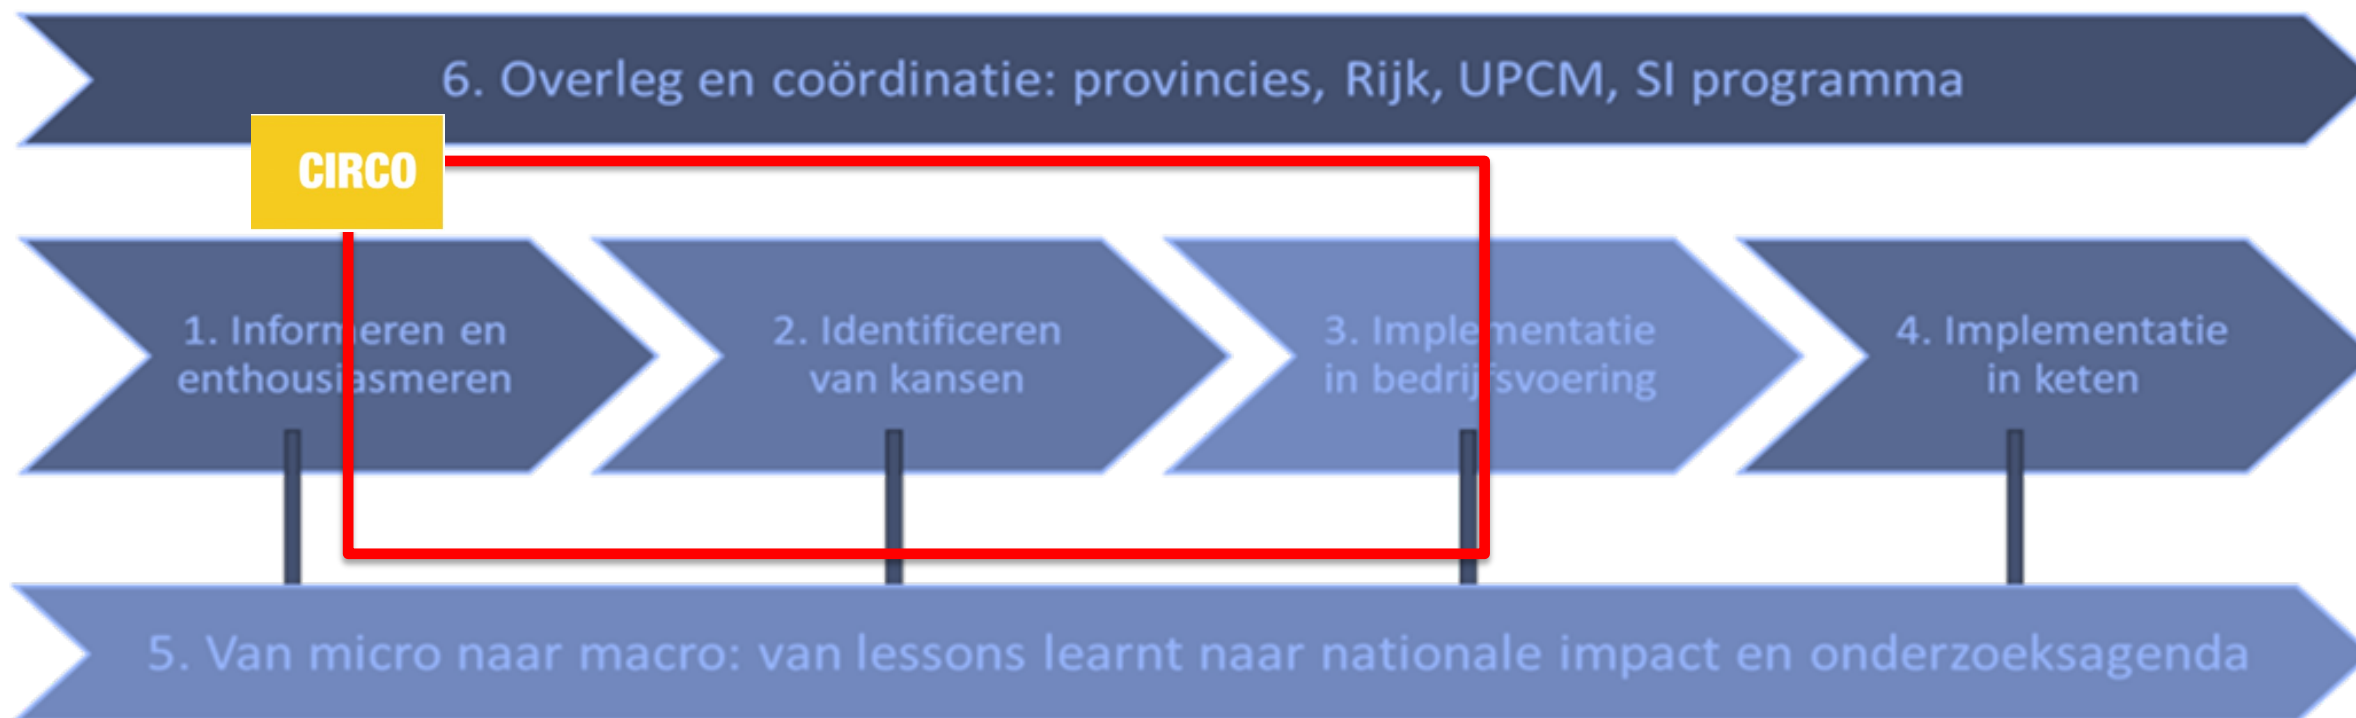 6. Overleg en coördinatie: provincies, Rijk, UPCM, SI programma
CIRCO
1. Informeren en
enthousiasmeren
2. Identificeren
van kansen
3. Implementatie
in bedrijfsvoering
4. Implementatie
in keten
5. Van micro naar macro: van lessons learnt naar nationale impact en onderzoeksagenda